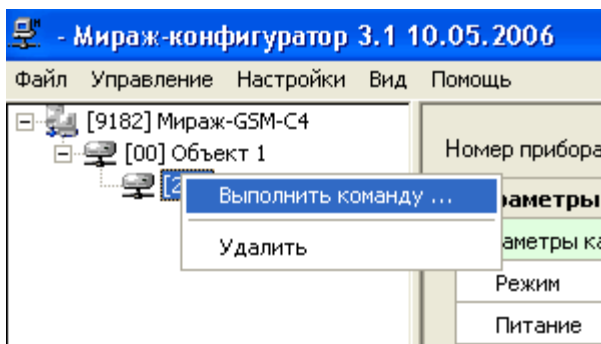 - Мираж-конфигуратор 3.1 10.05.2006
Файл Управление Настройки Вид Помощь
[9182] Мираж-GSM-C4
[00] Объект 1
Номер прибора
[2
Выполнить команду ...
Удалить
Режим
Питание